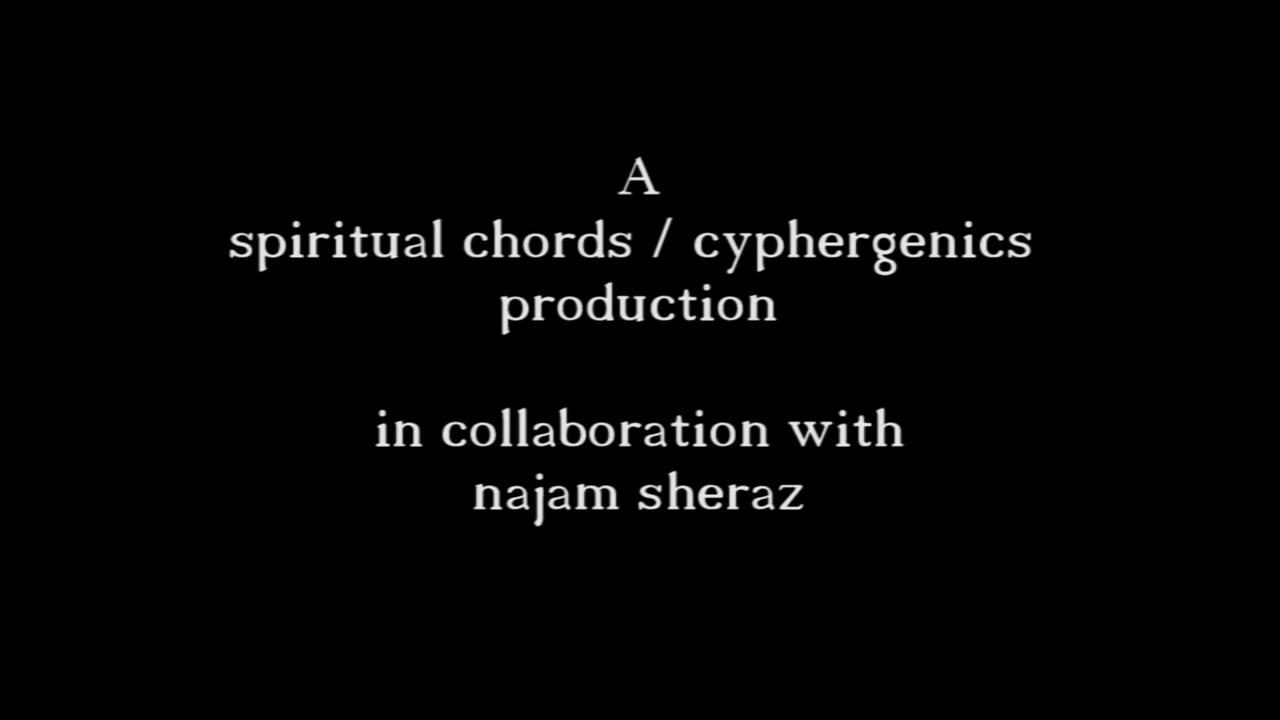 A
spiritual chords / cyphergenics
production
in collaboration with
najam sheraz